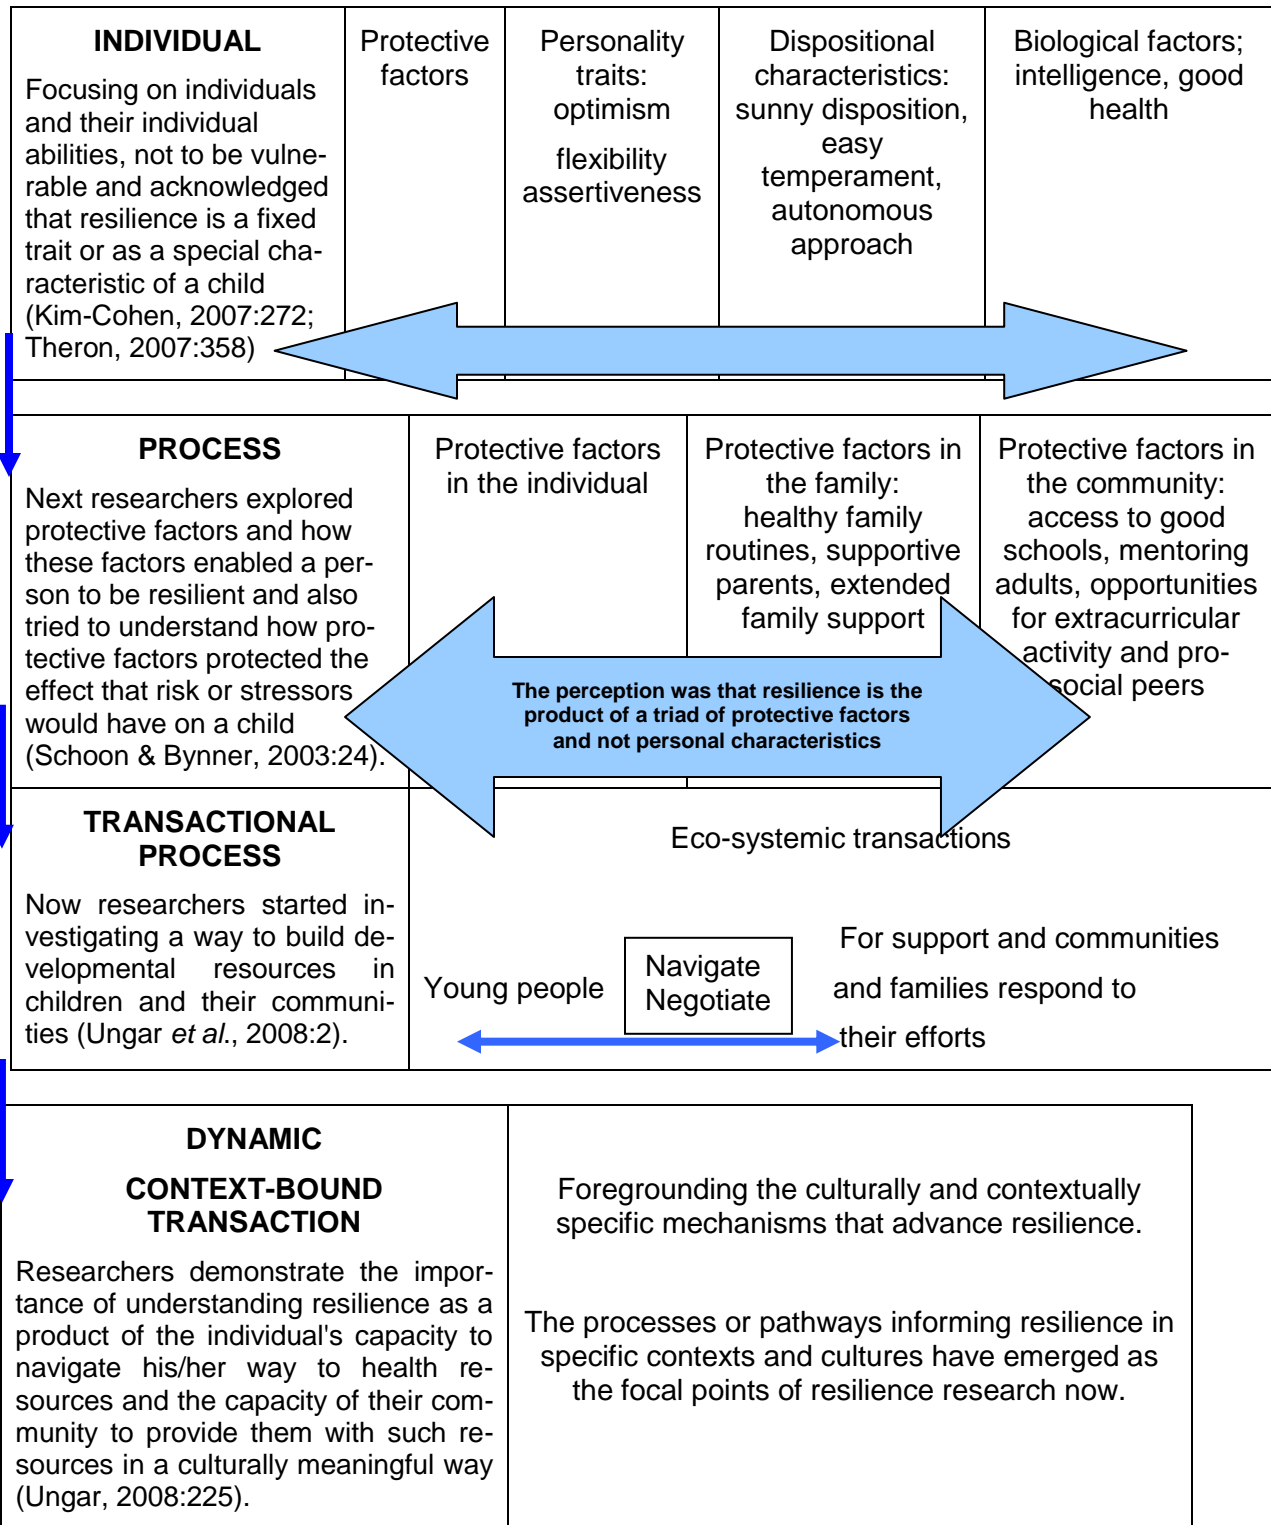 INDIVIDUAL
Focusing on individuals
and their individual
abilities, not to be vulne-
rable and acknowledged
that resilience is a fixed
trait or as a special cha-
racteristic of a child
(Kim-Cohen, 2007:272;
Theron, 2007:358)
Protective
factors
Personality
traits:
optimism
flexibility
assertiveness
Dispositional
characteristics:
sunny disposition,
easy
temperament,
autonomous
approach
Biological factors;
intelligence, good
health
PROCESS
Next researchers explored
protective factors and how
these factors enabled a per-
son to be resilient and also
tried to understand how pro-
tective factors protected the
effect that risk or stressors
would have on a child
(Schoon & Bynner, 2003:24).
Protective factors
in the individual
Protective factors in
the family:
healthy family
routines, supportive
parents, extended
family support
Protective factors in
the community:
access to good
schools, mentoring
adults, opportunities
for extracurricular
activity and pro-
social peers
The perception was that resilience is the
product of a triad of protective factors
and not personal characteristics
TRANSACTIONAL
PROCESS
Now researchers started in-
vestigating a way to build de-
velopmental resources in
children and their communi-
ties (Ungar et al., 2008:2).
Eco-systemic transactions
Young people
Navigate
Negotiate
For support and communities
and families respond to
their efforts
DYNAMIC
CONTEXT-BOUND
TRANSACTION
Researchers demonstrate the impor-
tance of understanding resilience as a
product of the individual's capacity to
navigate his/her way to health re-
sources and the capacity of their com-
munity to provide them with such re-
sources in a culturally meaningful way
(Ungar, 2008:225).
Foregrounding the culturally and contextually
specific mechanisms that advance resilience.
The processes or pathways informing resilience in
specific contexts and cultures have emerged as
the focal points of resilience research now.